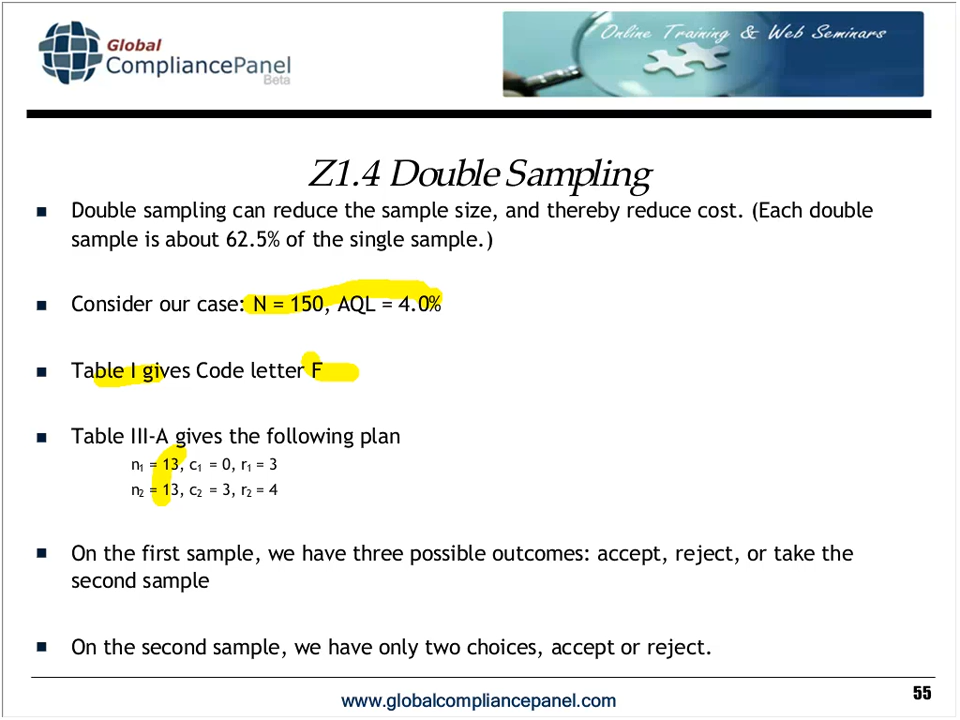 Global
CompliancePanel
Beta
Online Training & Web Seminars
Z1.4 Double Sampling
Double sampling can reduce the sample size, and thereby reduce cost. (Each double
sample is about 62.5% of the single sample.)
Consider our case: N = 150, AQL = 4.0%
Table I gives Code letter F
Table III-A gives the following plan
n₁ = 13, c₁ = 0, r₁ = 3
n₂ = 13, c₂ = 3, r₂ = 4
On the first sample, we have three possible outcomes: accept, reject, or take the
second sample
On the second sample, we have only two choices, accept or reject.
www.globalcompliancepanel.com
55